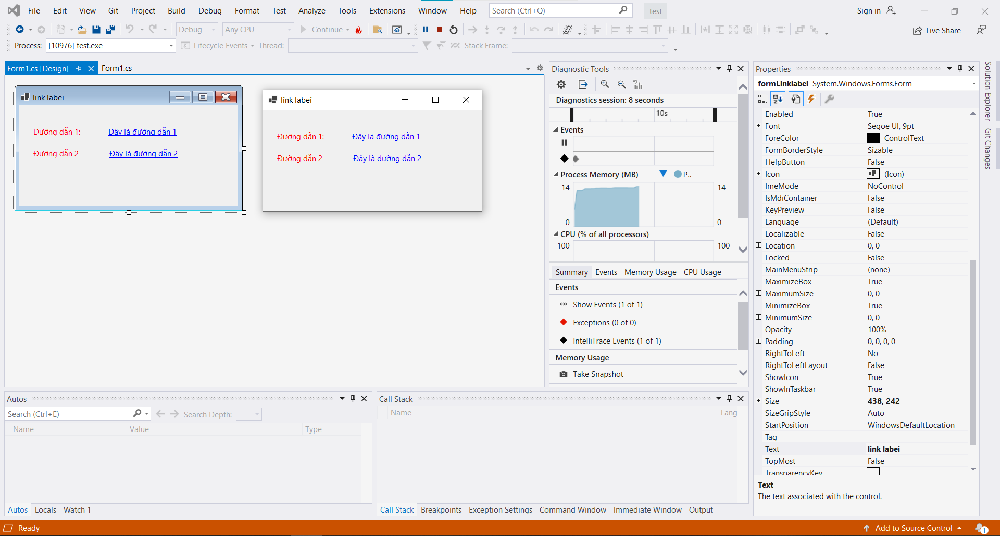 File Edit View Git Project Build Debug Format Test Analyze Tools Extensions Window Help Search (Ctrl+Q) test Sign in
Debug Any CPU Continue Live Share
Process: [10976] test.exe Lifecycle Events Thread: Stack Frame:
Form1.cs [Design] Form1.cs
link labei
Đường dẫn 1: Đây là đường dẫn 1
Đường dẫn 2 Đây là đường dẫn 2
link labei
Đường dẫn 1: Đây là đường dẫn 1
Đường dẫn 2 Đây là đường dẫn 2
Diagnostic Tools
Diagnostics session: 8 seconds
10s
Events
Process Memory (MB) P..
14 14
0 0
CPU (% of all processors)
100 100
Summary Events Memory Usage CPU Usage
Events
Show Events (1 of 1)
Exceptions (0 of 0)
IntelliTrace Events (1 of 1)
Memory Usage
Take Snapshot
Properties
formLinklabei System.Windows.Forms.Form
Enabled True
Font Segoe UI, 9pt
ForeColor ControlText
FormBorderStyle Sizable
HelpButton False
Icon (Icon)
ImeMode NoControl
IsMdiContainer False
KeyPreview False
Language (Default)
Localizable False
Location 0, 0
Locked False
MainMenuStrip (none)
MaximizeBox True
MaximumSize 0, 0
MinimizeBox True
MinimumSize 0, 0
Opacity 100%
Padding 0, 0, 0, 0
RightToLeft No
RightToLeftLayout False
ShowIcon True
ShowInTaskbar True
Size 438, 242
SizeGripStyle Auto
StartPosition WindowsDefaultLocation
Tag
Text link labei
TopMost False
TransparencyKey
Text
The text associated with the control.
Solution Explorer
Git Changes
Autos
Search (Ctrl+E) Search Depth:
Name Value Type
Autos Locals Watch 1
Call Stack
Name Lang
Call Stack Breakpoints Exception Settings Command Window Immediate Window Output
Ready Add to Source Control 1